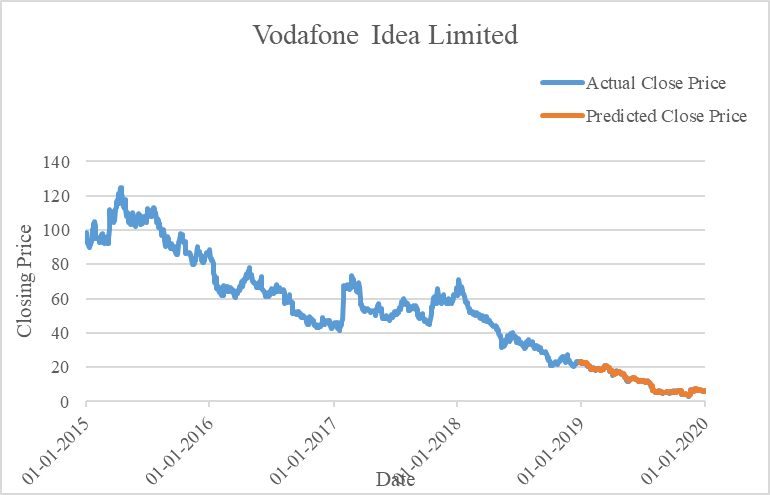 Vodafone Idea Limited
Actual Close Price
Predicted Close Price
140
120
100
80
60
40
20
0
Closing Price
01-01-2015
01-01-2016
01-01-2017
01-01-2018
01-01-2019
01-01-2020
Date